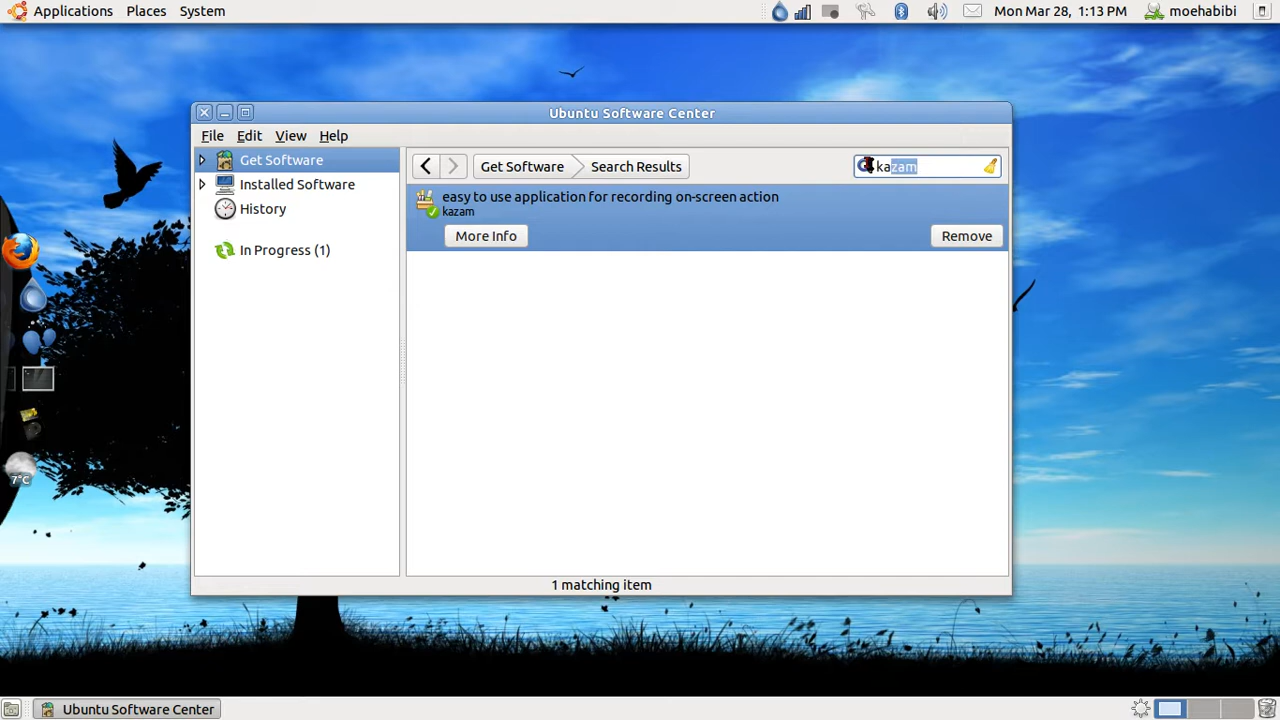 Applications Places System
Mon Mar 28, 1:13 PM moehabibi
Ubuntu Software Center
File Edit View Help
Get Software
Installed Software
History
In Progress (1)
Get Software Search Results
kazam
easy to use application for recording on-screen action
kazam
More Info Remove
1 matching item
7°C
Ubuntu Software Center